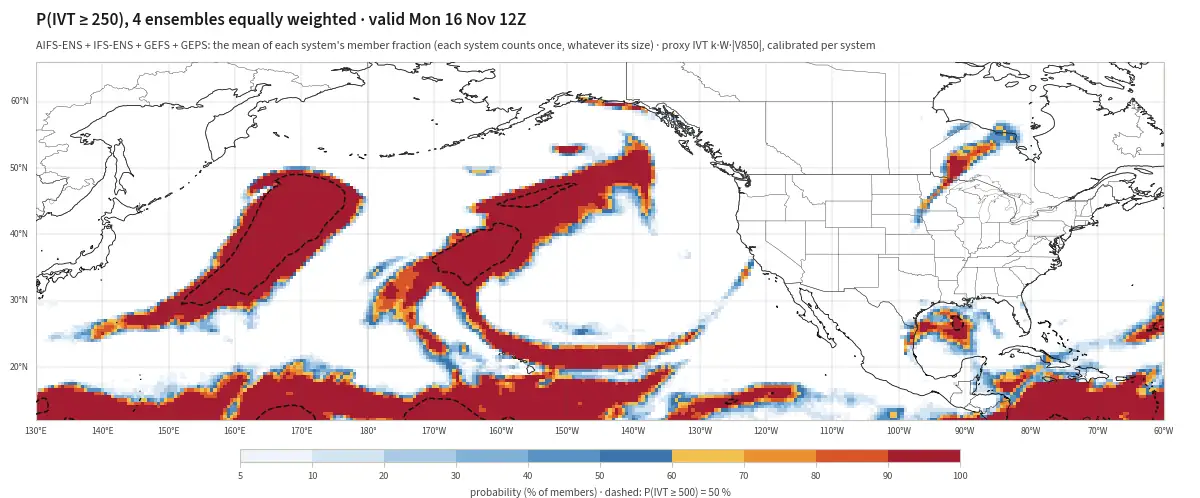 P(IVT ≥ 250), 4 ensembles equally weighted · valid Mon 16 Nov 12Z
AIFS-ENS + IFS-ENS + GEFS + GEPS: the mean of each system's member fraction (each system counts once, whatever its size) · proxy IVT k·W·|V850|, calibrated per system
60°N
50°N
40°N
30°N
20°N
130°E 140°E 150°E 160°E 170°E 180° 170°W 160°W 150°W 140°W 130°W 120°W 110°W 100°W 90°W 80°W 70°W 60°W
5 10 20 30 40 50 60 70 80 90 100
probability (% of members) · dashed: P(IVT ≥ 500) = 50 %